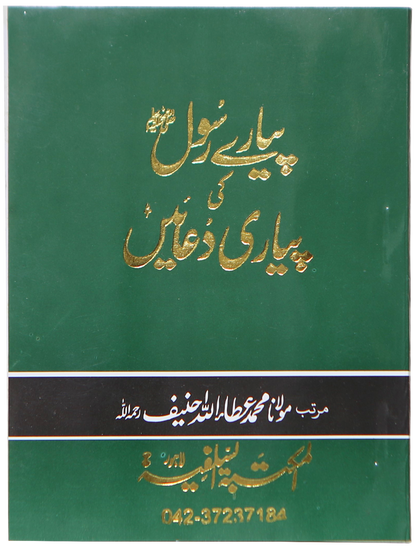 پیارے رسول ﷺ
کی
پیاری دُعائیں
مرتب مولانا محمد عطاء اللہ حنیف رحمہ اللہ
المکتبۃ السلفیۃ لاہور
042-37237184